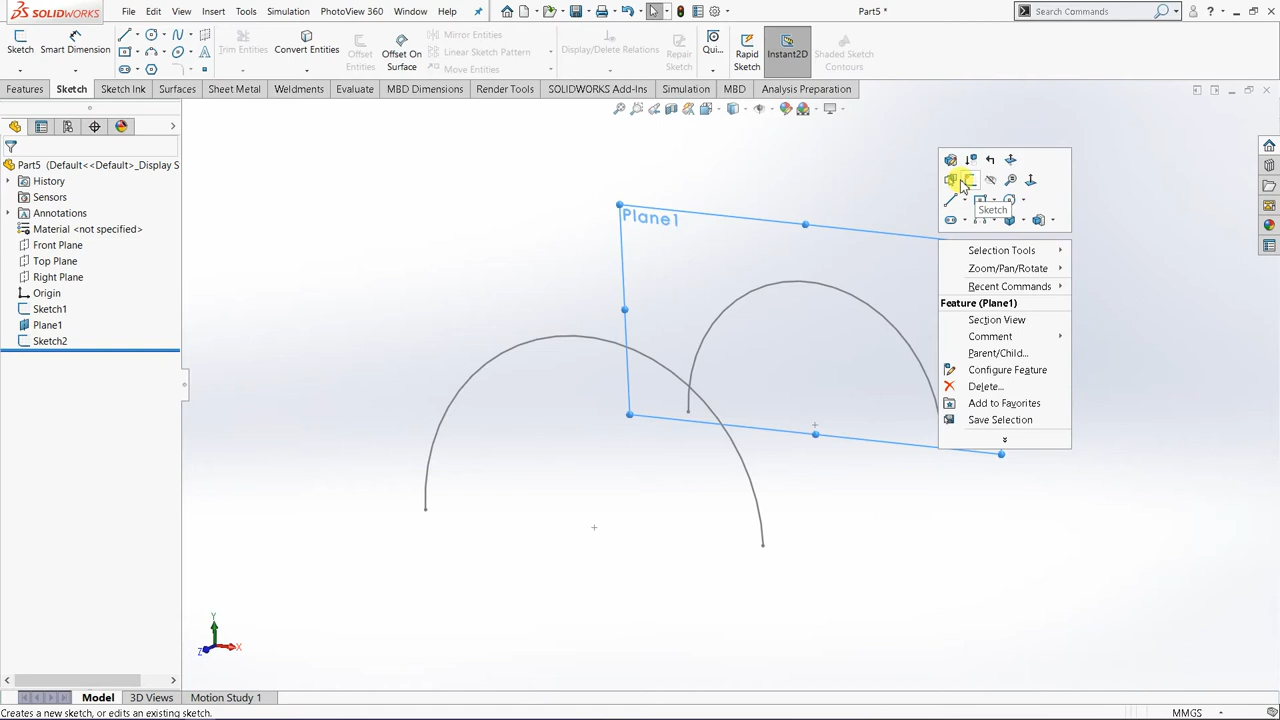 SOLIDWORKS File Edit View Insert Tools Simulation PhotoView 360 Window Help Part5 * Search Commands
Sketch Smart Dimension Trim Entities Convert Entities Offset Entities Offset On Surface Mirror Entities Linear Sketch Pattern Move Entities Display/Delete Relations Repair Sketch Qui... Rapid Sketch Instant2D Shaded Sketch Contours
Features Sketch Sketch Ink Surfaces Sheet Metal Weldments Evaluate MBD Dimensions Render Tools SOLIDWORKS Add-Ins Simulation MBD Analysis Preparation
Part5 (Default<<Default>_Display S
History
Sensors
Annotations
Material <not specified>
Front Plane
Top Plane
Right Plane
Origin
Sketch1
Plane1
Sketch2
Plane1
Sketch
Selection Tools
Zoom/Pan/Rotate
Recent Commands
Feature (Plane1)
Section View
Comment
Parent/Child...
Configure Feature
Delete...
Add to Favorites
Save Selection
Y
Z X
Model 3D Views Motion Study 1
Creates a new sketch, or edits an existing sketch. MMGS